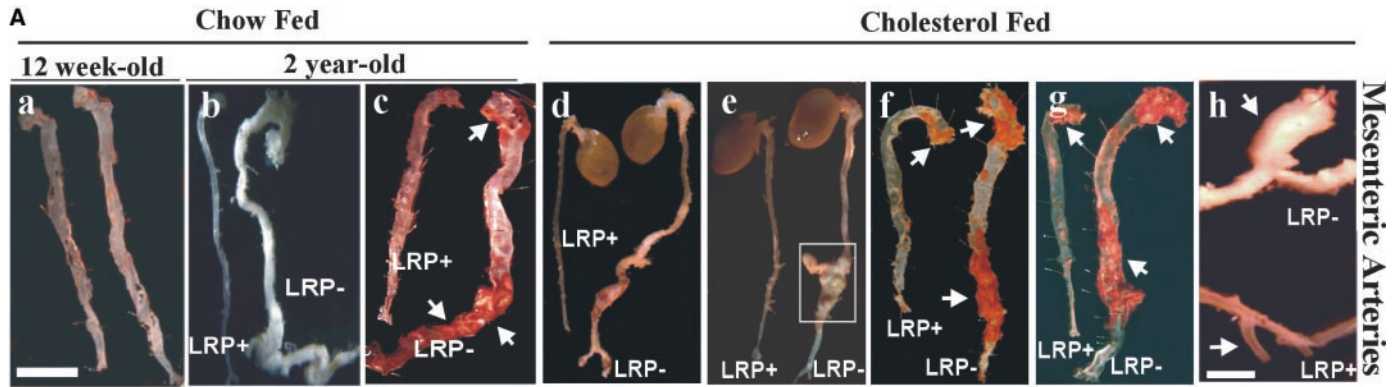 A
Chow Fed
Cholesterol Fed
12 week-old
2 year-old
a
b
LRP-
LRP+
c
LRP+
LRP-
d
LRP+
LRP-
e
LRP+
LRP-
f
LRP+
LRP-
g
LRP+
LRP-
h
LRP-
LRP+
Mesenteric Arteries